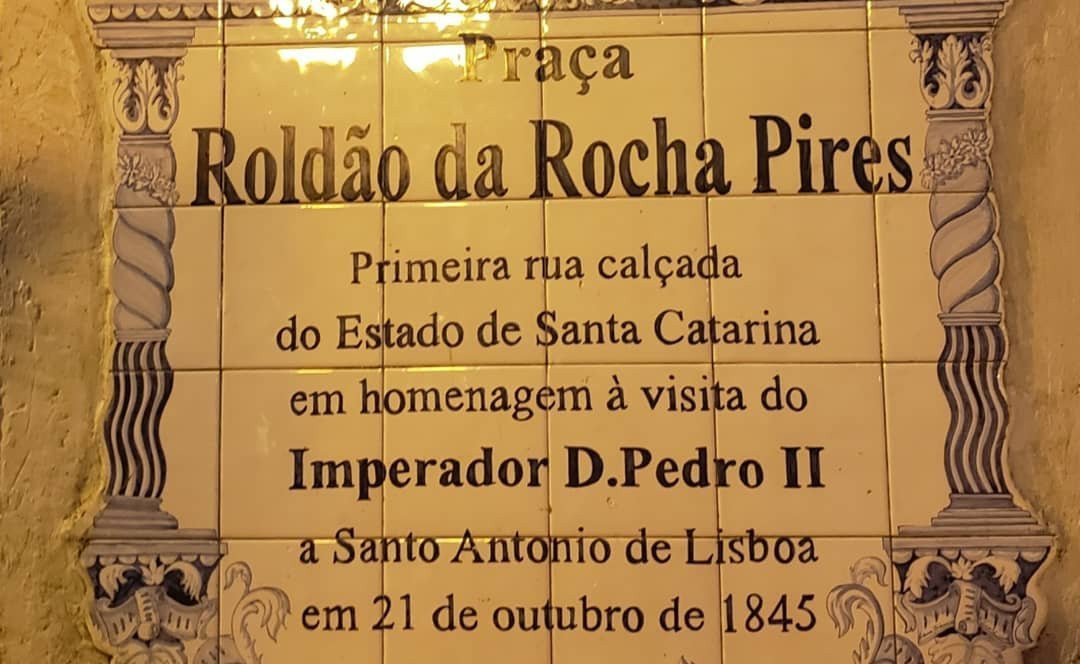 Praça
Roldão da Rocha Pires
Primeira rua calçada
do Estado de Santa Catarina
em homenagem à visita do
Imperador D.Pedro II
a Santo Antonio de Lisboa
em 21 de outubro de 1845